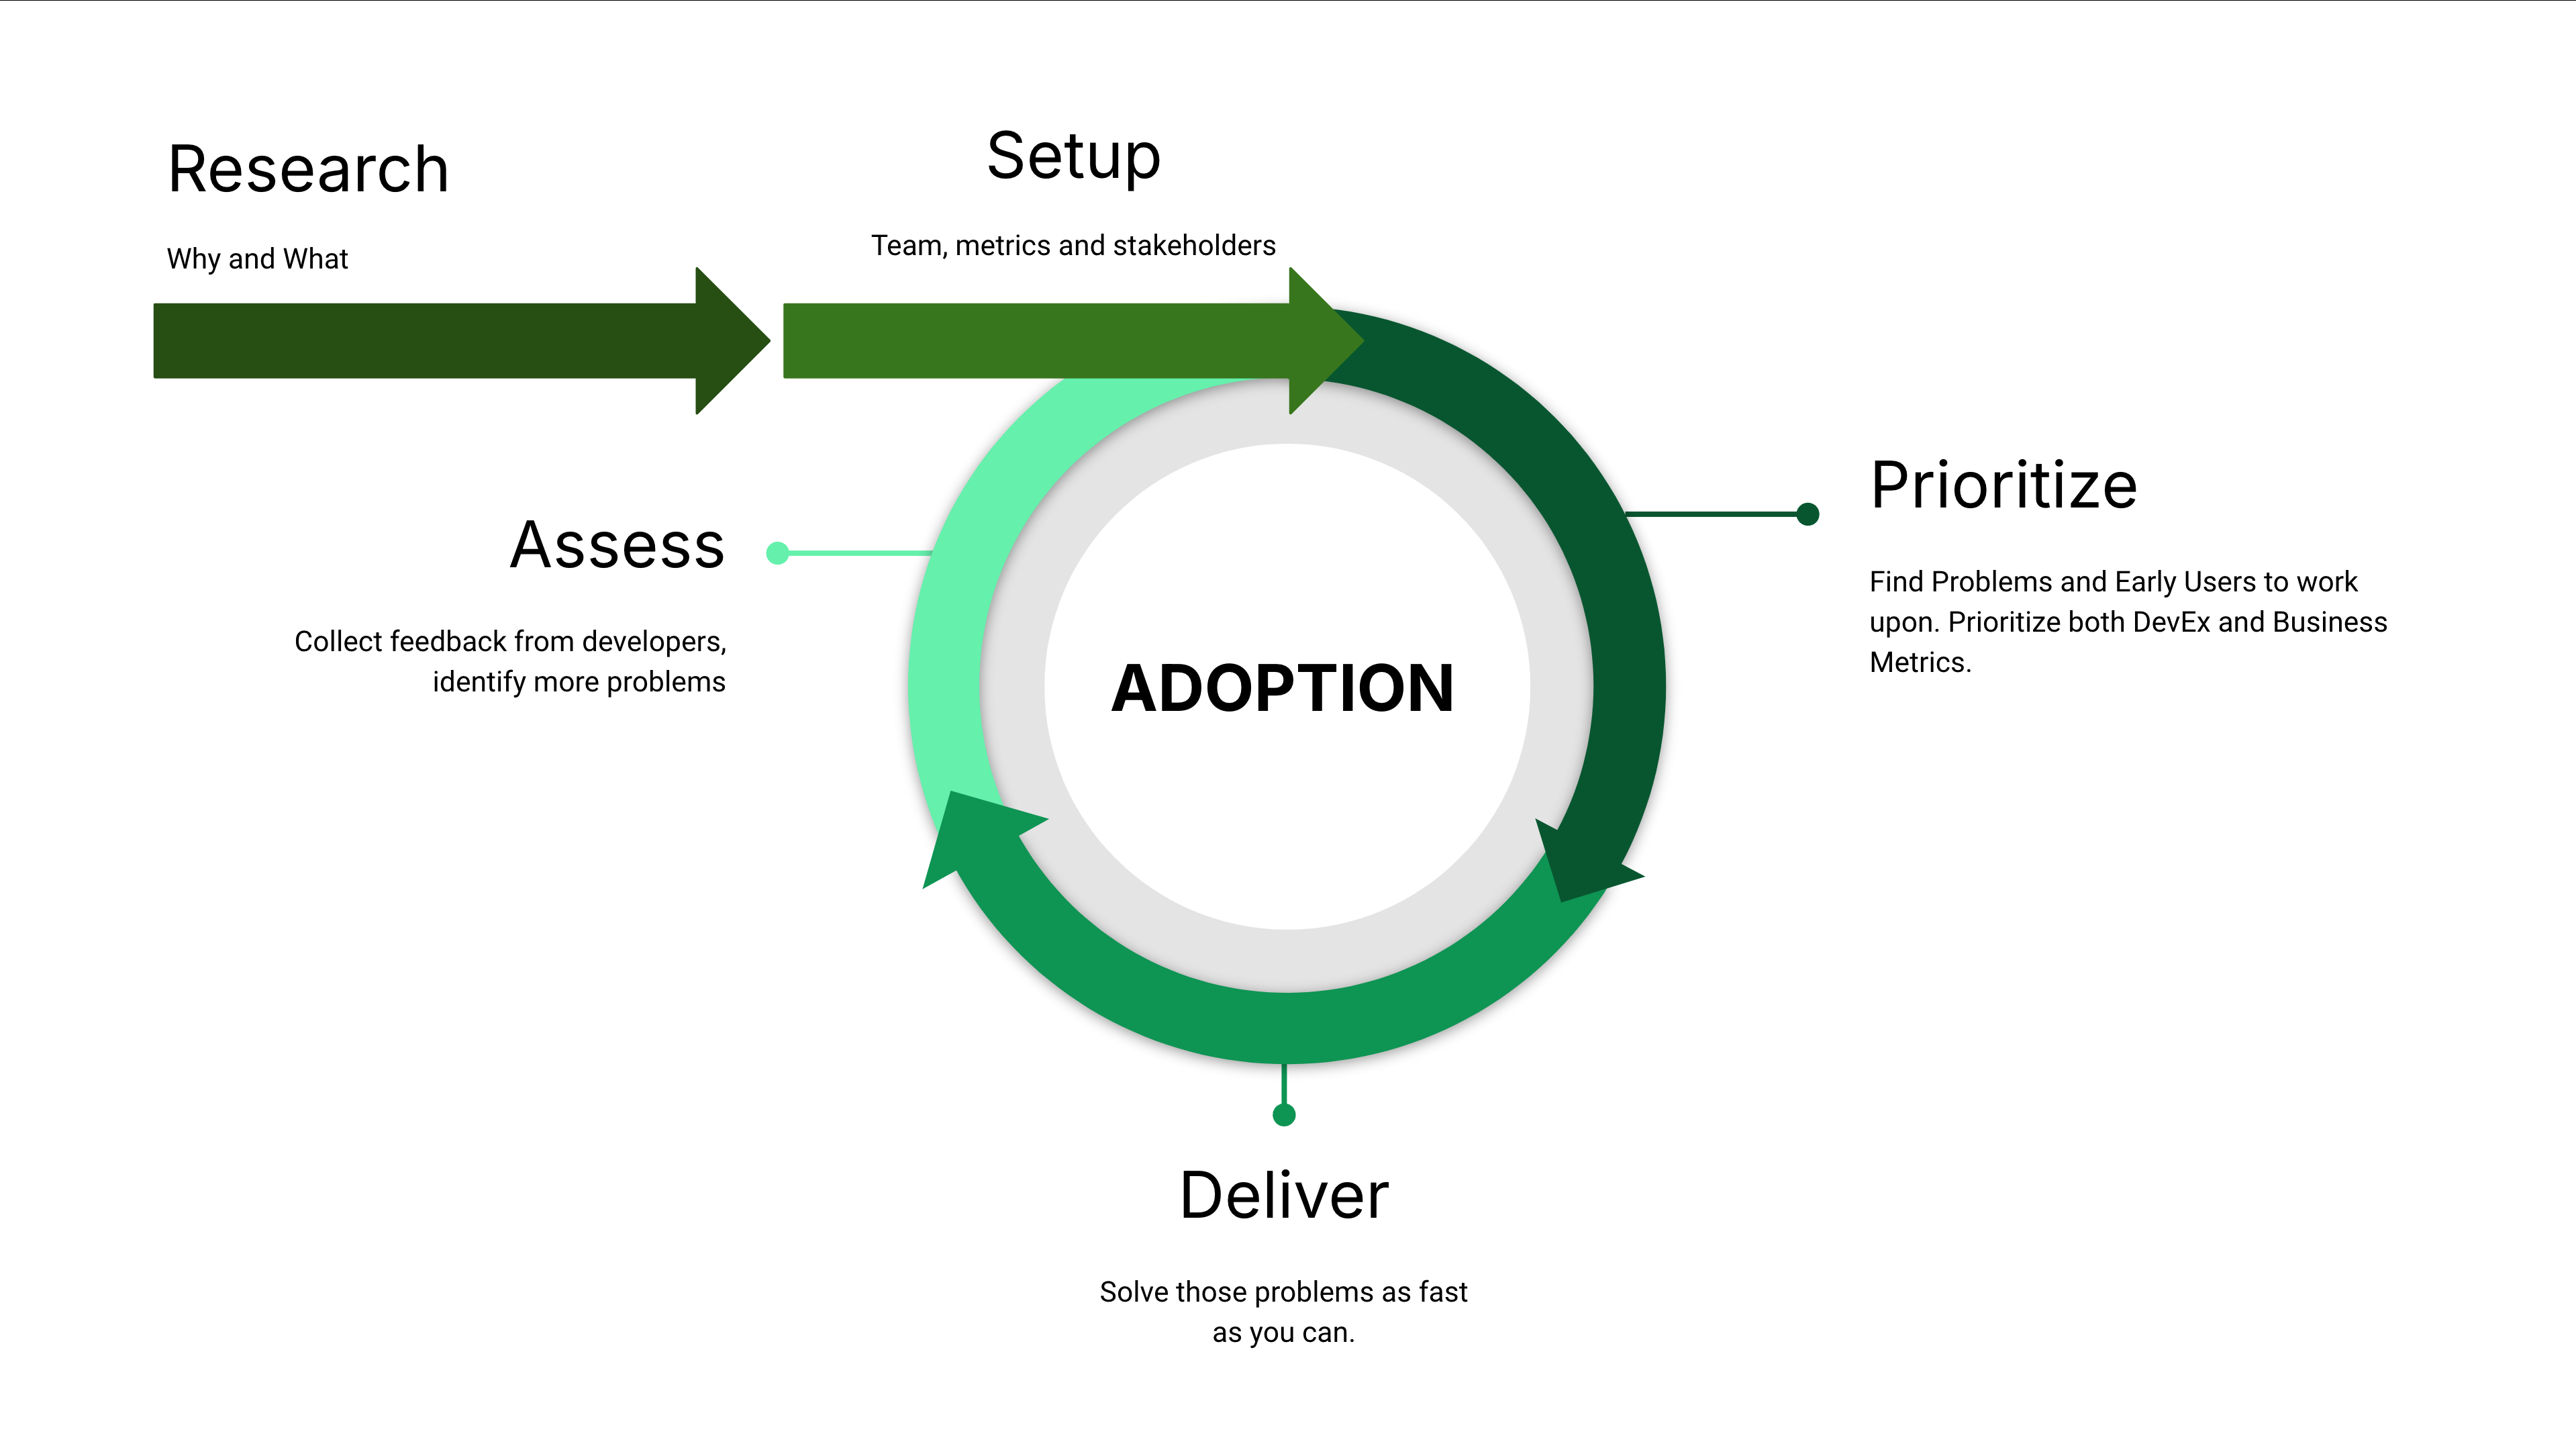 Research
Why and What
Setup
Team, metrics and stakeholders
Prioritize
Find Problems and Early Users to work
upon. Prioritize both DevEx and Business
Metrics.
Assess
Collect feedback from developers,
identify more problems
ADOPTION
Deliver
Solve those problems as fast
as you can.